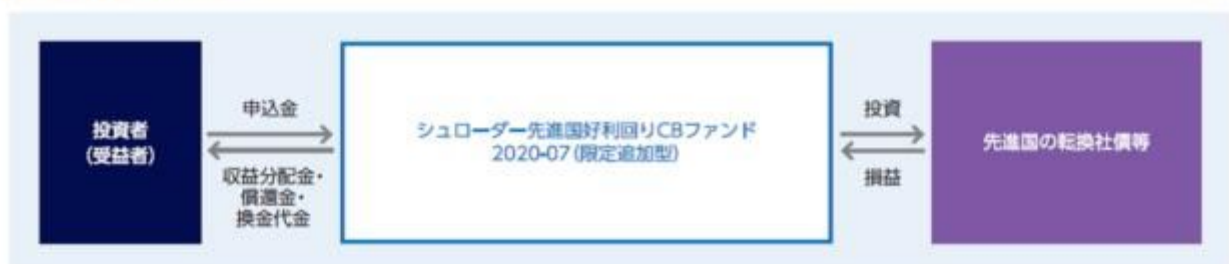 投資者
(受益者)
申込金
収益分配金・
償還金・
換金代金
シュローダー先進国好利回りCBファンド
2020-07(限定追加型)
投資
損益
先進国の転換社債等